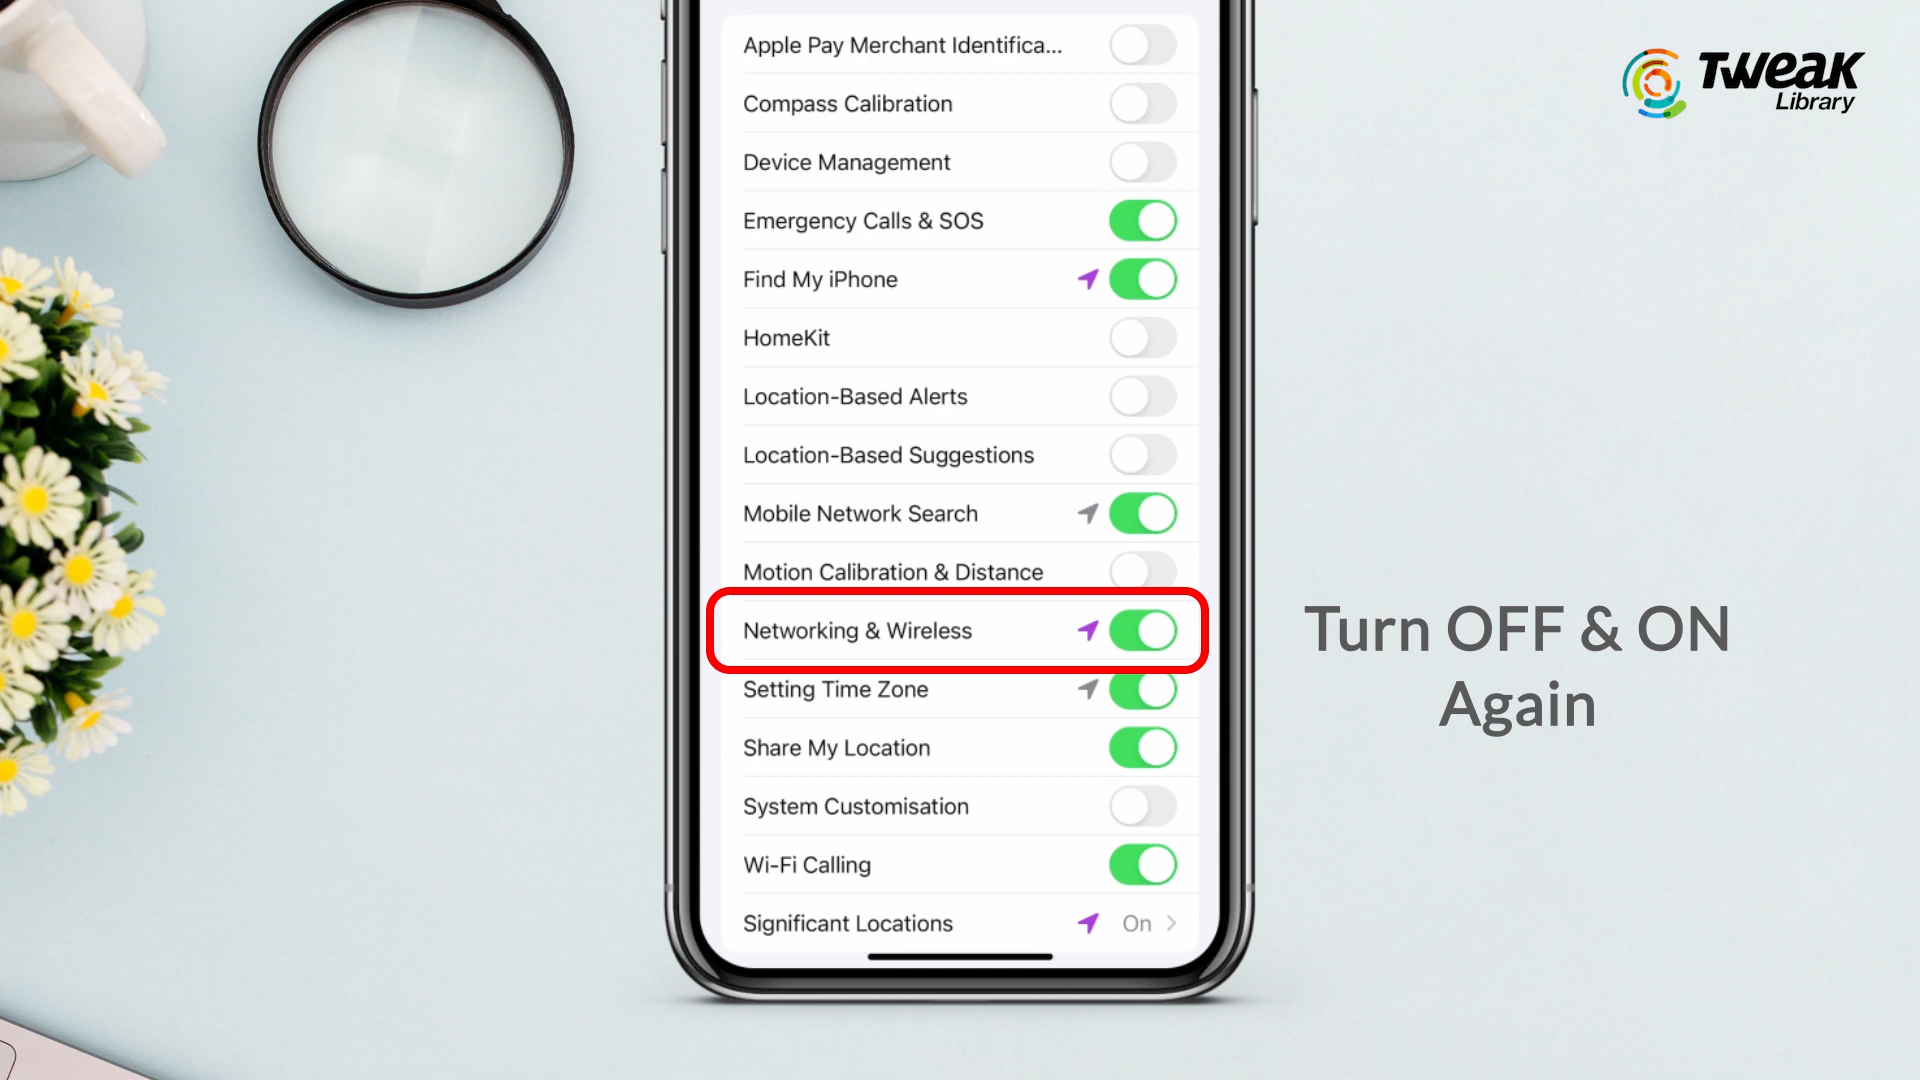 Apple Pay Merchant Identifica...
Compass Calibration
Device Management
Emergency Calls & SOS
Find My iPhone
HomeKit
Location-Based Alerts
Location-Based Suggestions
Mobile Network Search
Motion Calibration & Distance
Networking & Wireless
Setting Time Zone
Share My Location
System Customisation
Wi-Fi Calling
Significant Locations On
TWEAK
Library
Turn OFF & ON
Again